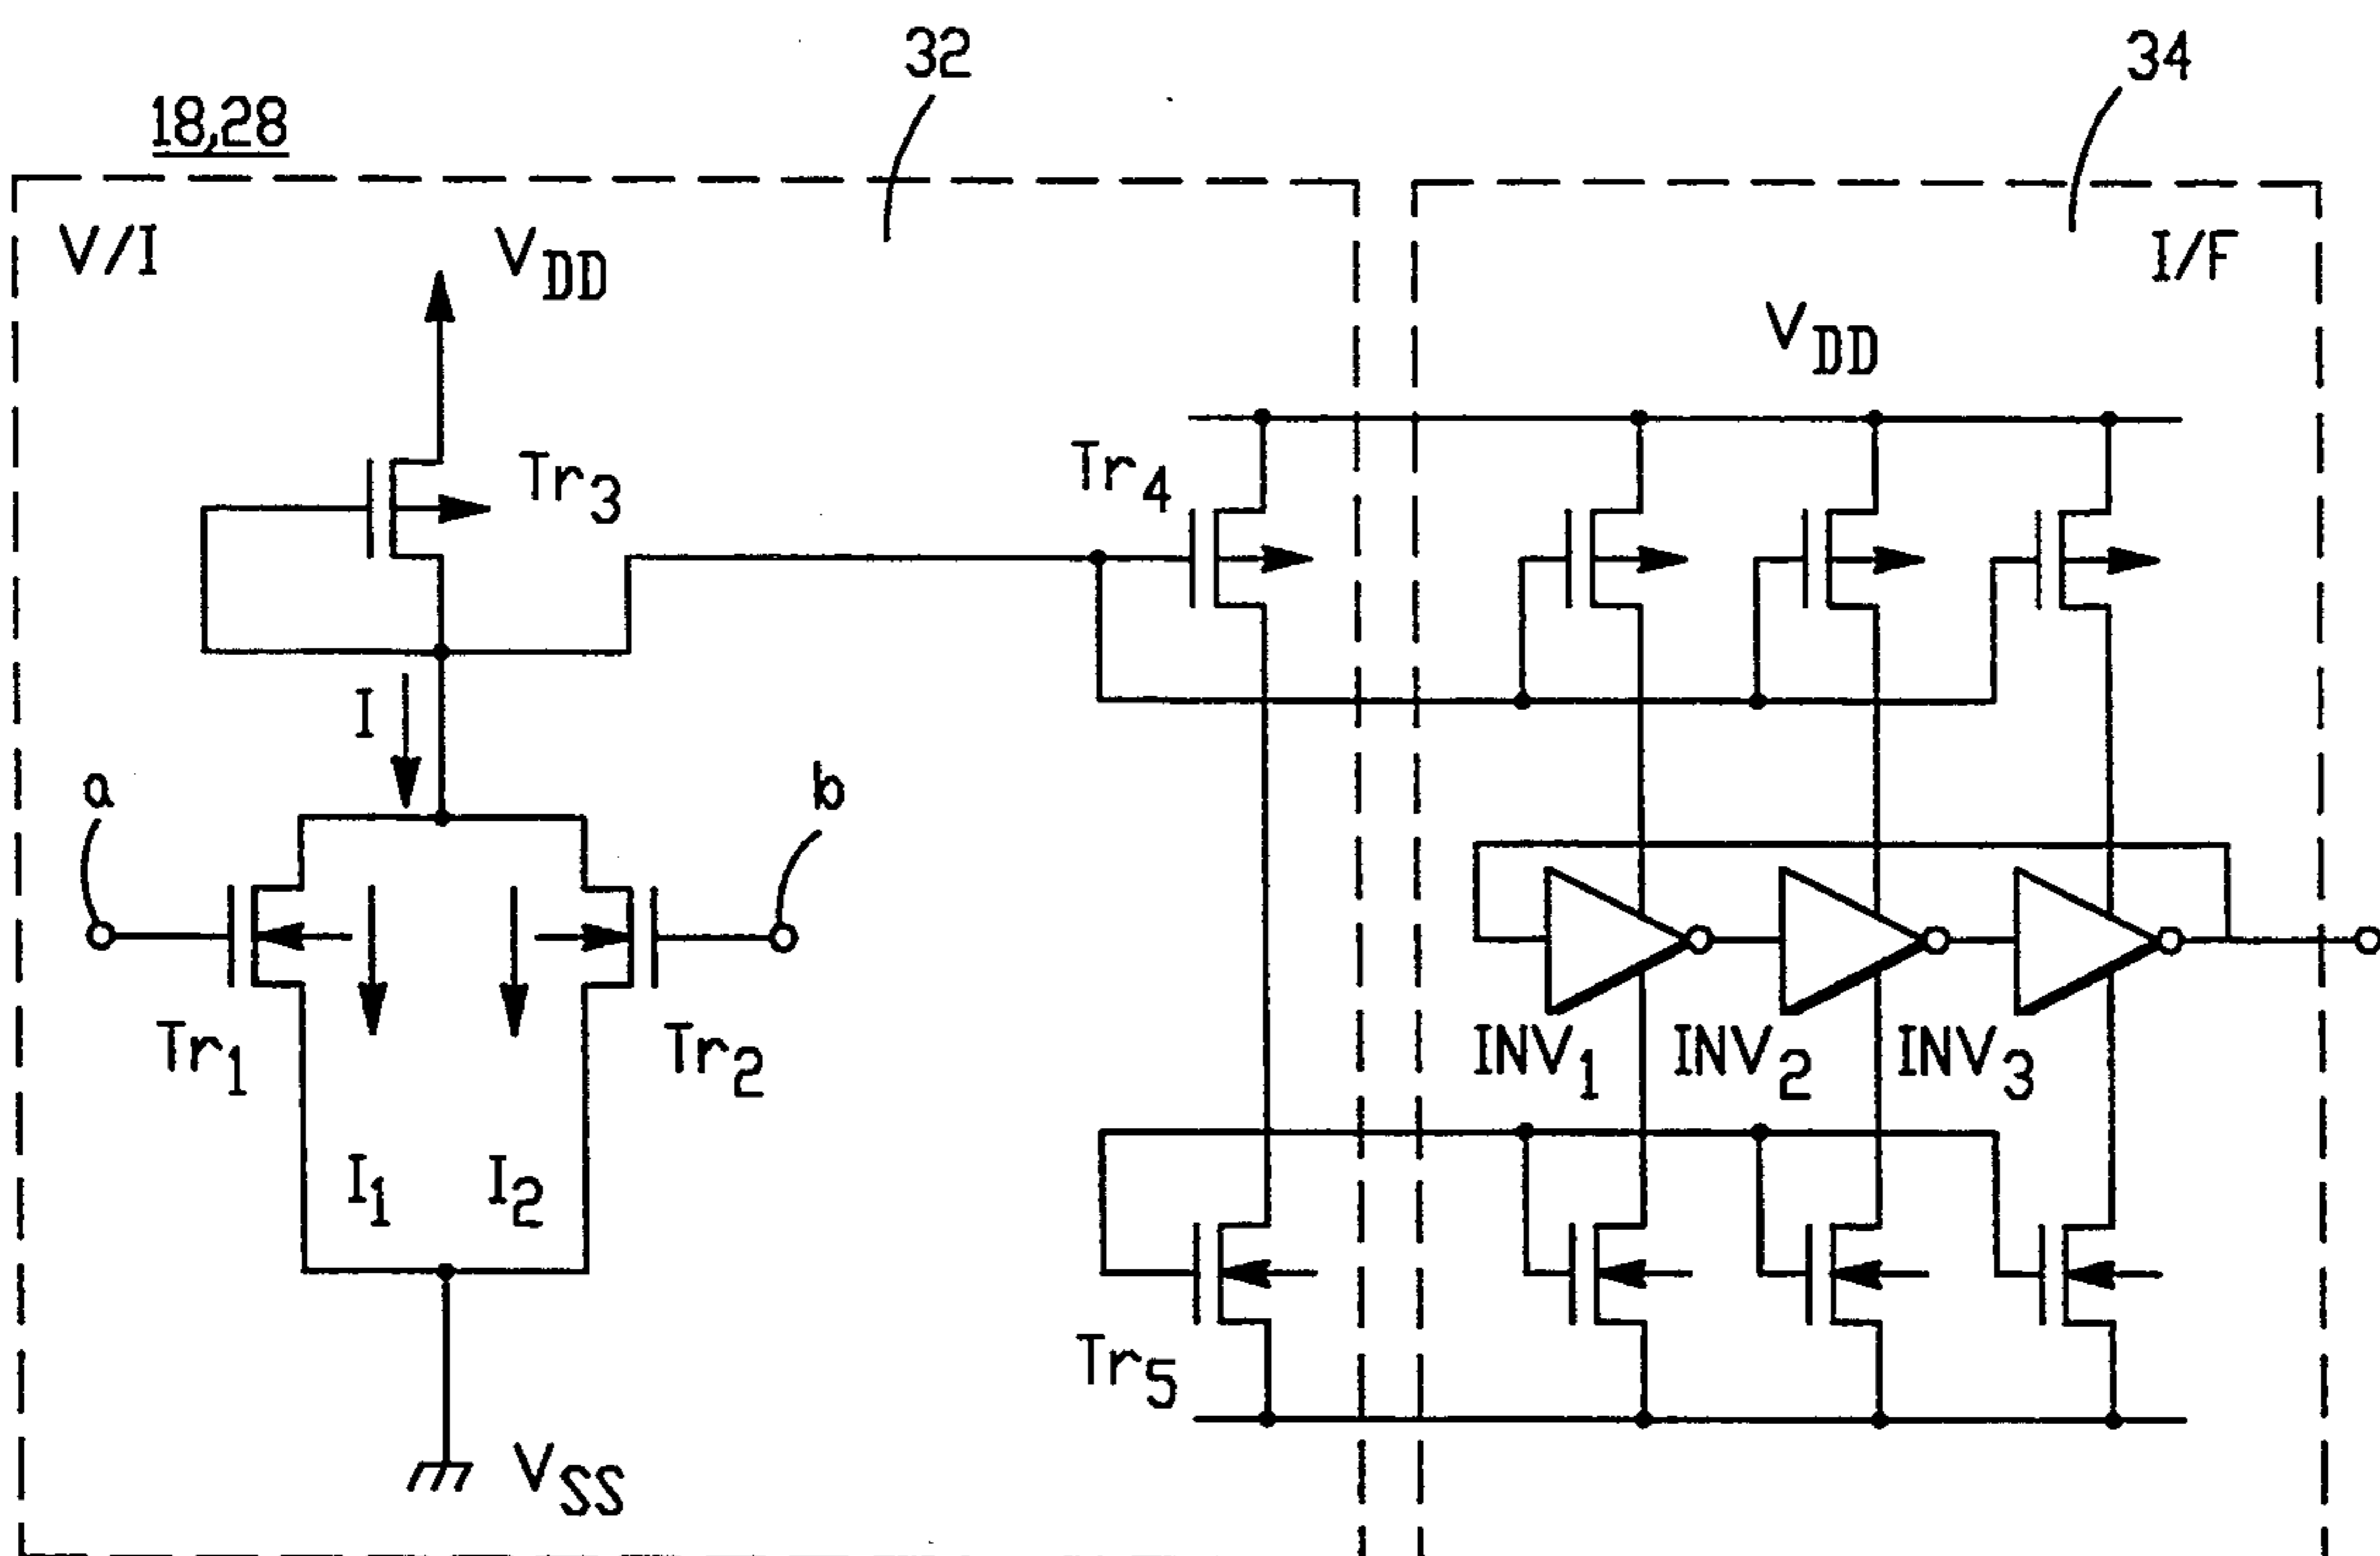 32
34
18,28
V/I
VDD
I/F
VDD
Tr3
Tr4
I
a
b
Tr1
Tr2
INV1
INV2
INV3
I1
I2
Tr5
VSS